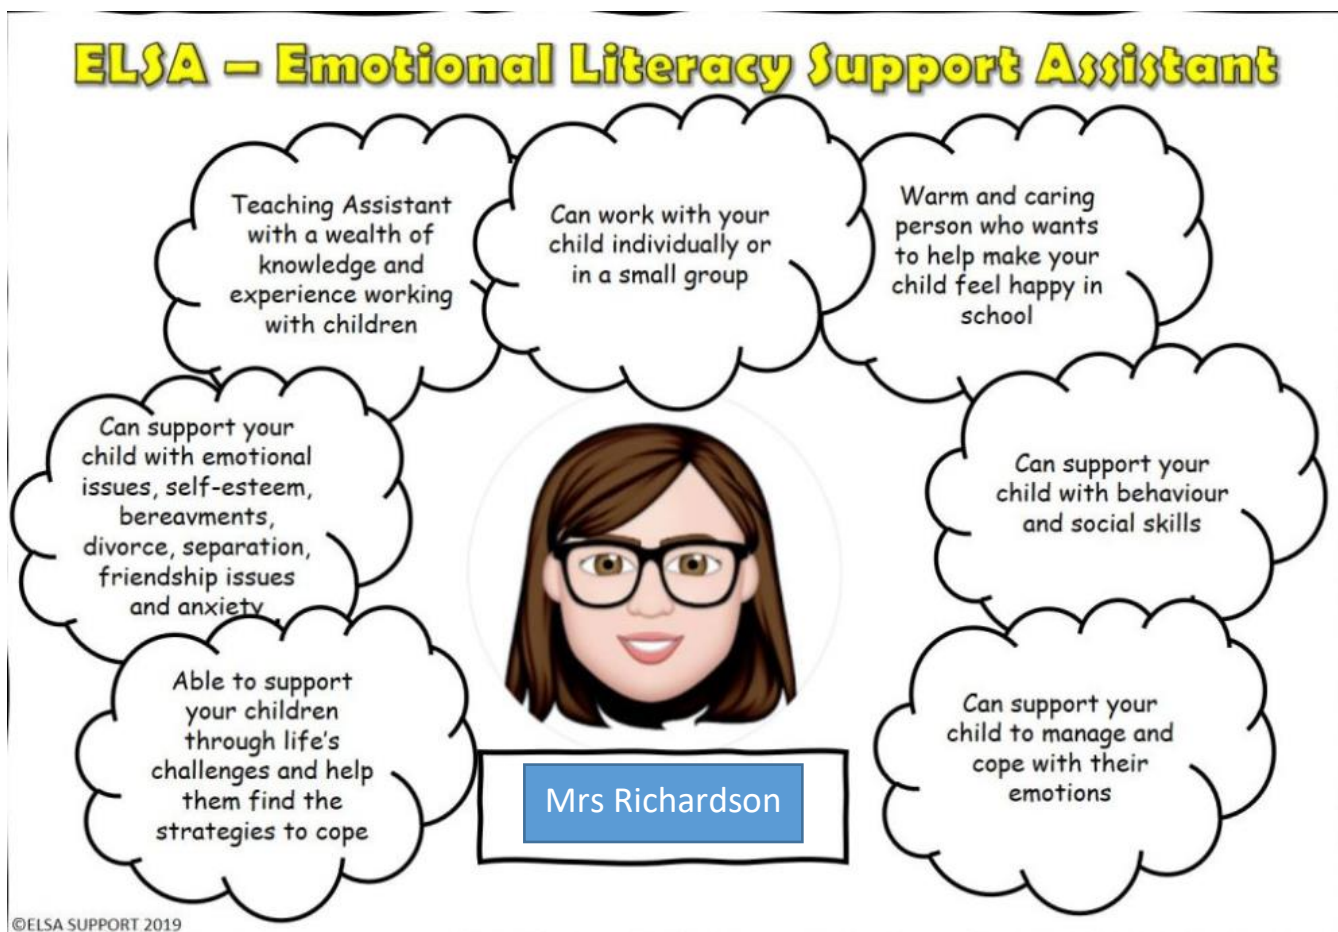 ELSA – Emotional Literacy Support Assistant
Teaching Assistant
with a wealth of
knowledge and
experience working
with children
Can work with your
child individually or
in a small group
Warm and caring
person who wants
to help make your
child feel happy in
school
Can support your
child with emotional
issues, self-esteem,
bereavments,
divorce, separation,
friendship issues
and anxiety
Can support your
child with behaviour
and social skills
Able to support
your children
through life's
challenges and help
them find the
strategies to cope
Can support your
child to manage and
cope with their
emotions
Mrs Richardson
©ELSA SUPPORT 2019